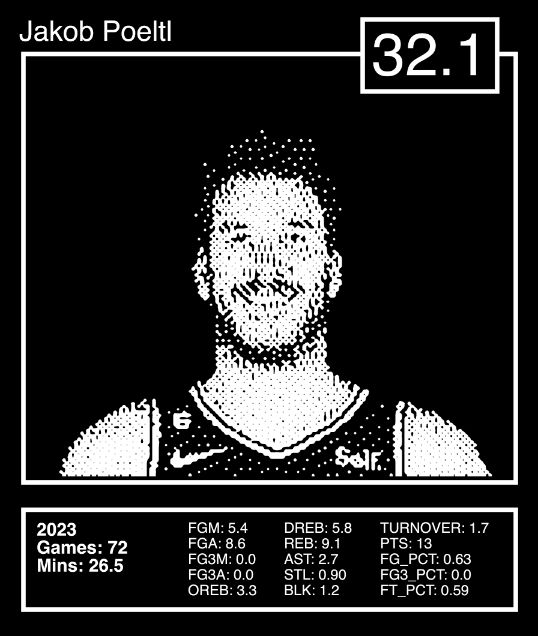 Jakob Poeltl
32.1
6
Self.
2023
Games: 72
Mins: 26.5
FGM: 5.4
FGA: 8.6
FG3M: 0.0
FG3A: 0.0
OREB: 3.3
DREB: 5.8
REB: 9.1
AST: 2.7
STL: 0.90
BLK: 1.2
TURNOVER: 1.7
PTS: 13
FG_PCT: 0.63
FG3_PCT: 0.0
FT_PCT: 0.59